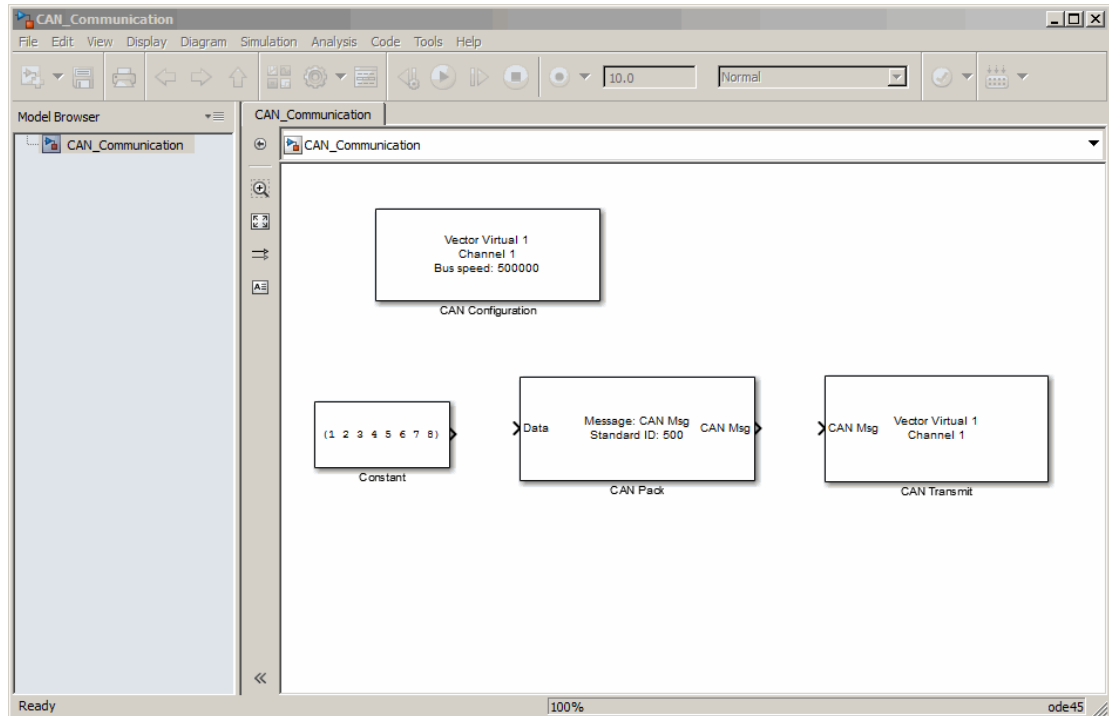 CAN_Communication
File Edit View Display Diagram Simulation Analysis Code Tools Help
10.0 Normal
Model Browser
CAN_Communication
CAN_Communication
CAN_Communication
Vector Virtual 1
Channel 1
Bus speed: 500000
CAN Configuration
(1 2 3 4 5 6 7 8)
Constant
Data
Message: CAN Msg
Standard ID: 500
CAN Msg
CAN Pack
CAN Msg
Vector Virtual 1
Channel 1
CAN Transmit
Ready 100% ode45